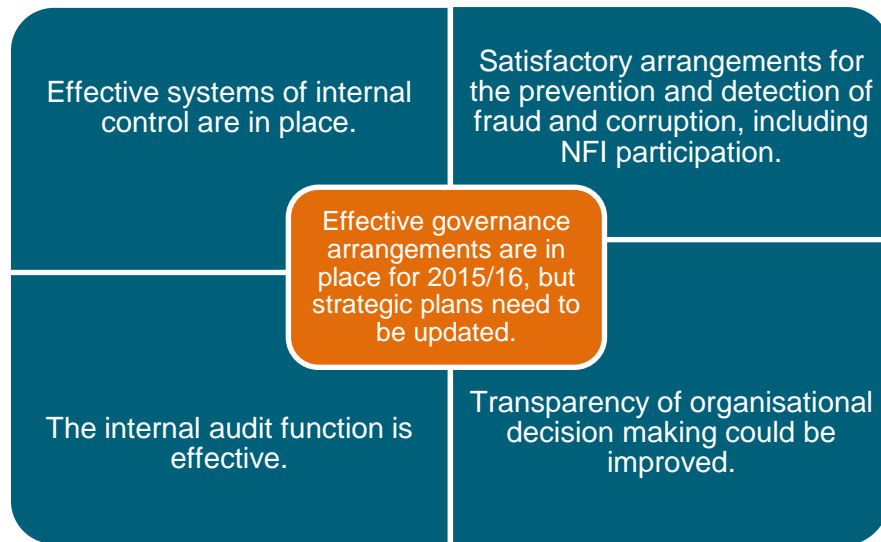 Effective systems of internal
control are in place.
Satisfactory arrangements for
the prevention and detection of
fraud and corruption, including
NFI participation.
Effective governance
arrangements are in
place for 2015/16, but
strategic plans need to
be updated.
The internal audit function is
effective.
Transparency of organisational
decision making could be
improved.